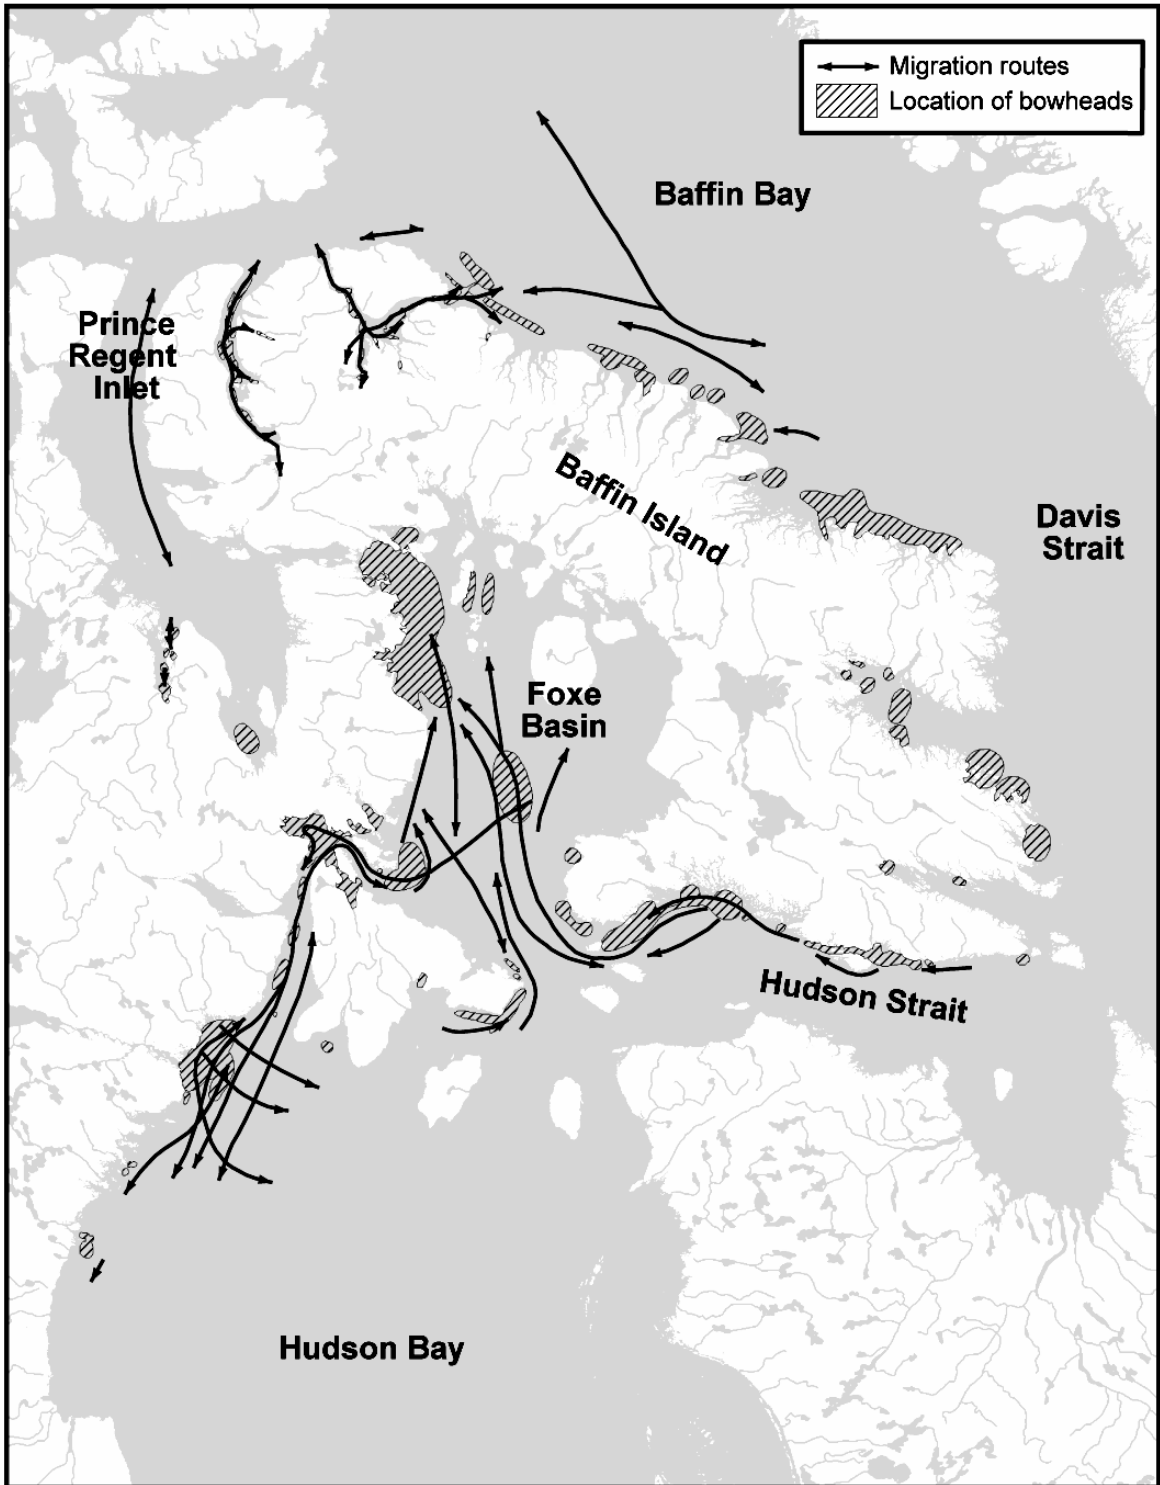 Migration routes
Location of bowheads
Baffin Bay
Prince
Regent
Inlet
Baffin Island
Davis
Strait
Foxe
Basin
Hudson Strait
Hudson Bay